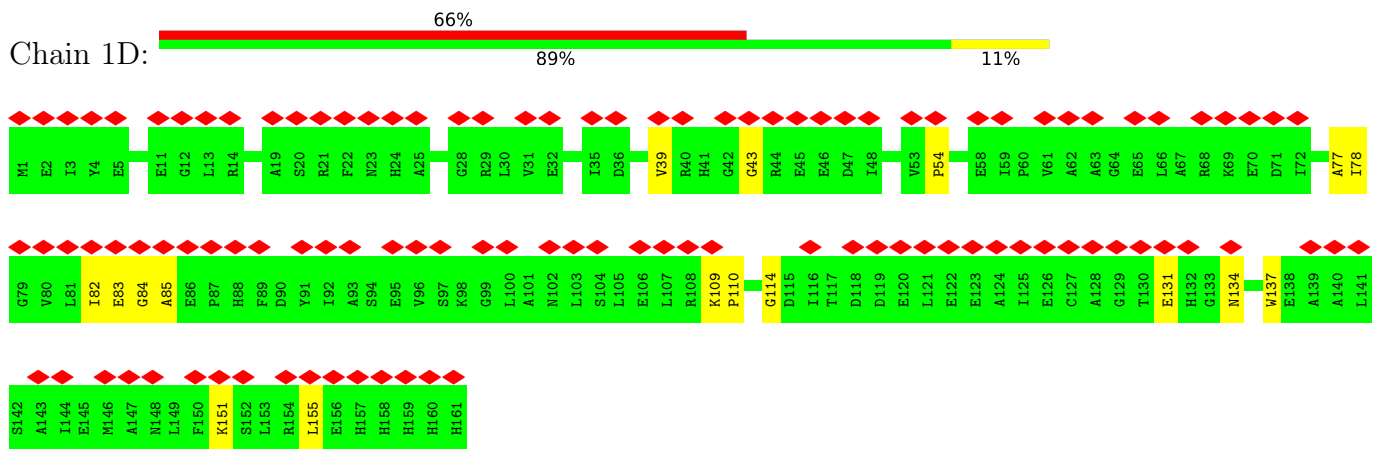 66%
Chain 1D:
89% 11%
M1 E2 I3 Y4 E5 E11 G12 L13 R14 A19 S20 R21 F22 N23 H24 A25 G28 R29 L30 V31 E32 I35 D36 V39 R40 H41 G42 G43 R44 E45 E46 D47 I48 V53 P54 E58 I59 P60 V61 A62 A63 G64 E65 L66 A67 R68 K69 E70 D71 I72 A77 I78
G79 V80 L81 I82 E83 G84 A85 E86 P87 H88 F89 D90 Y91 I92 A93 S94 E95 V96 S97 K98 G99 L100 A101 N102 L103 S104 L105 E106 L107 R108 K109 P110 G114 D115 I116 T117 D118 D119 E120 L121 E122 E123 A124 I125 E126 C127 A128 G129 T130 E131 H132 G133 N134 W137 E138 A139 A140 L141
S142 A143 I144 E145 M146 A147 N148 L149 F150 K151 S152 L153 R154 L155 E156 H157 H158 H159 H160 H161